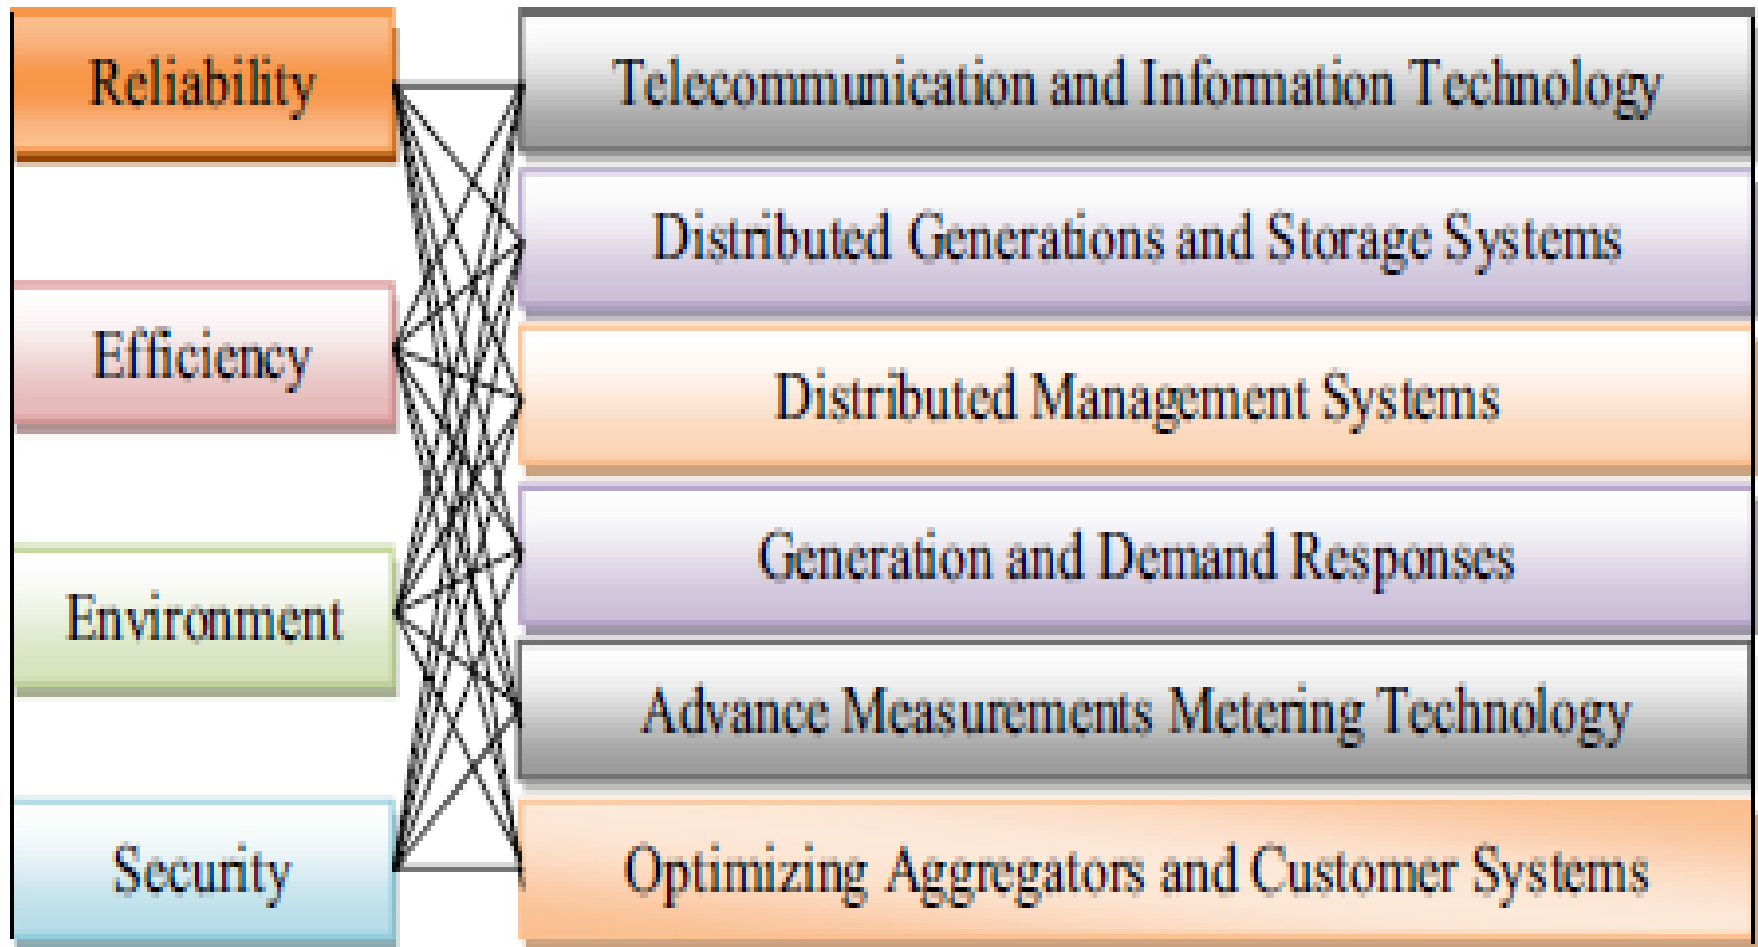 Reliability
Efficiency
Environment
Security
Telecommunication and Information Technology
Distributed Generations and Storage Systems
Distributed Management Systems
Generation and Demand Responses
Advance Measurements Metering Technology
Optimizing Aggregators and Customer Systems